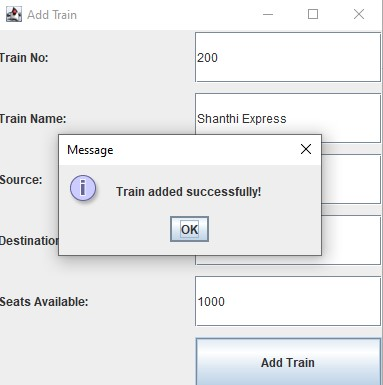 Add Train
Train No:
200
Train Name:
Shanthi Express
Message
Source:
Train added successfully!
OK
Destination
Seats Available:
1000
Add Train